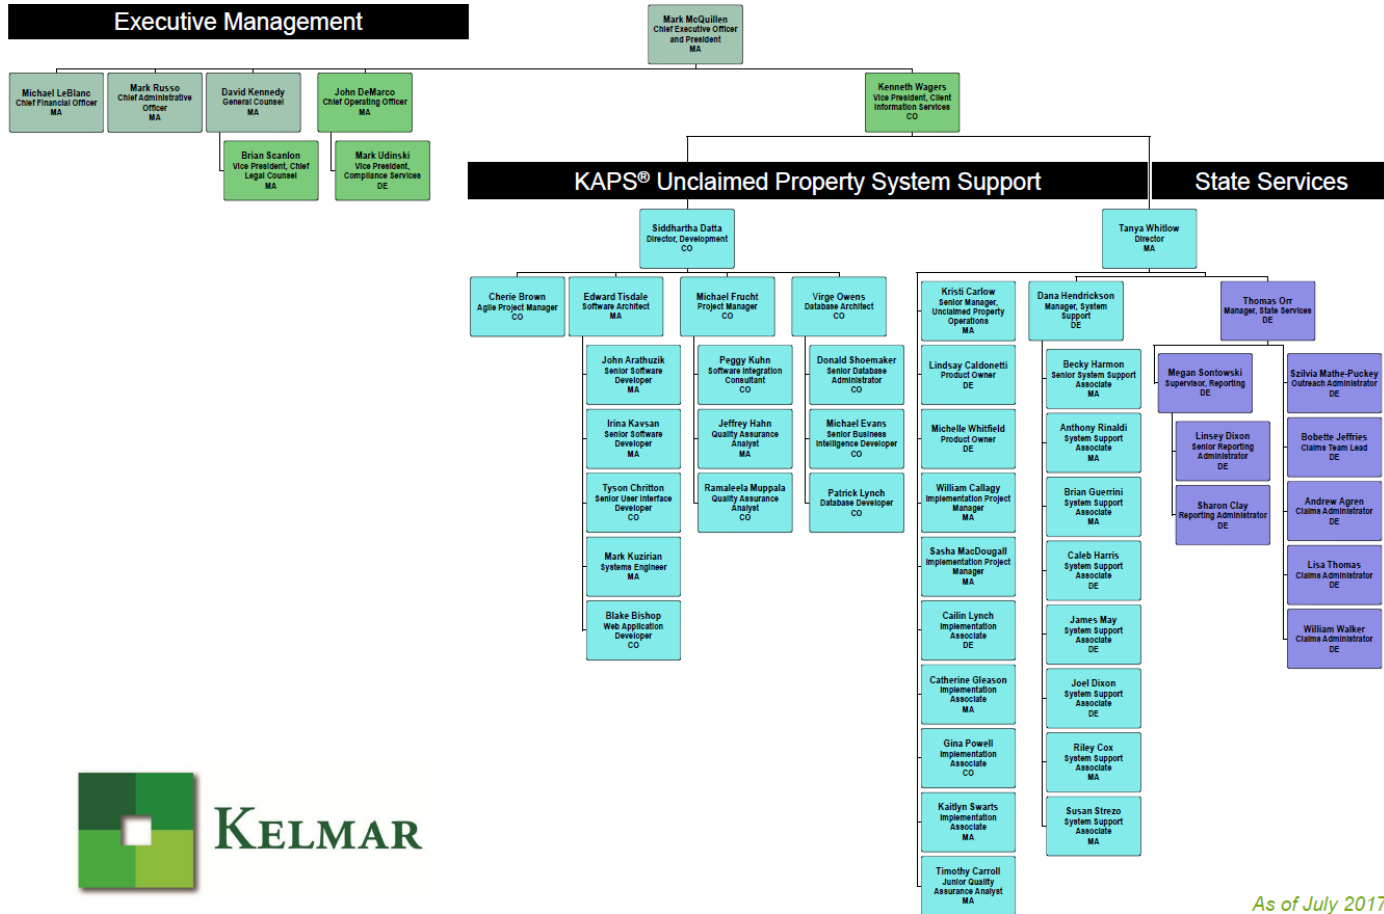 Executive Management
Mark McQuillen
Chief Executive Officer
and President
MA
Michael LeBlanc
Chief Financial Officer
MA
Mark Russo
Chief Administrative
Officer
MA
David Kennedy
General Counsel
MA
John DeMarco
Chief Operating Officer
MA
Kenneth Wagers
Vice President, Client
Information Services
CO
Brian Scanlon
Vice President, Chief
Legal Counsel
MA
Mark Udinski
Vice President,
Compliance Services
DE
KAPS® Unclaimed Property System Support
State Services
Siddhartha Datta
Director, Development
CO
Tanya Whitlow
Director
MA
Cherie Brown
Agile Project Manager
CO
Edward Tisdale
Software Architect
MA
Michael Frucht
Project Manager
CO
Virge Owens
Database Architect
CO
Kristi Carlow
Senior Manager,
Unclaimed Property
Operations
MA
Dana Hendrickson
Manager, System
Support
DE
Thomas Orr
Manager, State Services
DE
John Arathuzik
Senior Software
Developer
MA
Irina Kavsan
Senior Software
Developer
MA
Tyson Chritton
Senior User Interface
Developer
CO
Mark Kuzirian
Systems Engineer
MA
Blake Bishop
Web Application
Developer
CO
Peggy Kuhn
Software Integration
Consultant
CO
Jeffrey Hahn
Quality Assurance
Analyst
MA
Ramaleela Muppala
Quality Assurance
Analyst
CO
Donald Shoemaker
Senior Database
Administrator
CO
Michael Evans
Senior Business
Intelligence Developer
CO
Patrick Lynch
Database Developer
CO
Lindsay Caldonetti
Product Owner
DE
Michelle Whitfield
Product Owner
DE
William Callagy
Implementation Project
Manager
MA
Sasha MacDougall
Implementation Project
Manager
MA
Cailin Lynch
Implementation
Associate
DE
Catherine Gleason
Implementation
Associate
MA
Gina Powell
Implementation
Associate
CO
Kaitlyn Swarts
Implementation
Associate
MA
Timothy Carroll
Junior Quality
Assurance Analyst
MA
Becky Harmon
Senior System Support
Associate
MA
Anthony Rinaldi
System Support
Associate
MA
Brian Guerrini
System Support
Associate
MA
Caleb Harris
System Support
Associate
DE
James May
System Support
Associate
DE
Joel Dixon
System Support
Associate
DE
Riley Cox
System Support
Associate
MA
Susan Strezo
System Support
Associate
MA
Megan Sontowski
Supervisor, Reporting
DE
Linsey Dixon
Senior Reporting
Administrator
DE
Sharon Clay
Reporting Administrator
DE
Szilvia Mathe-Puckey
Outreach Administrator
DE
Bobette Jeffries
Claims Team Lead
DE
Andrew Agren
Claims Administrator
DE
Lisa Thomas
Claims Administrator
DE
William Walker
Claims Administrator
DE
KELMAR
As of July 2017